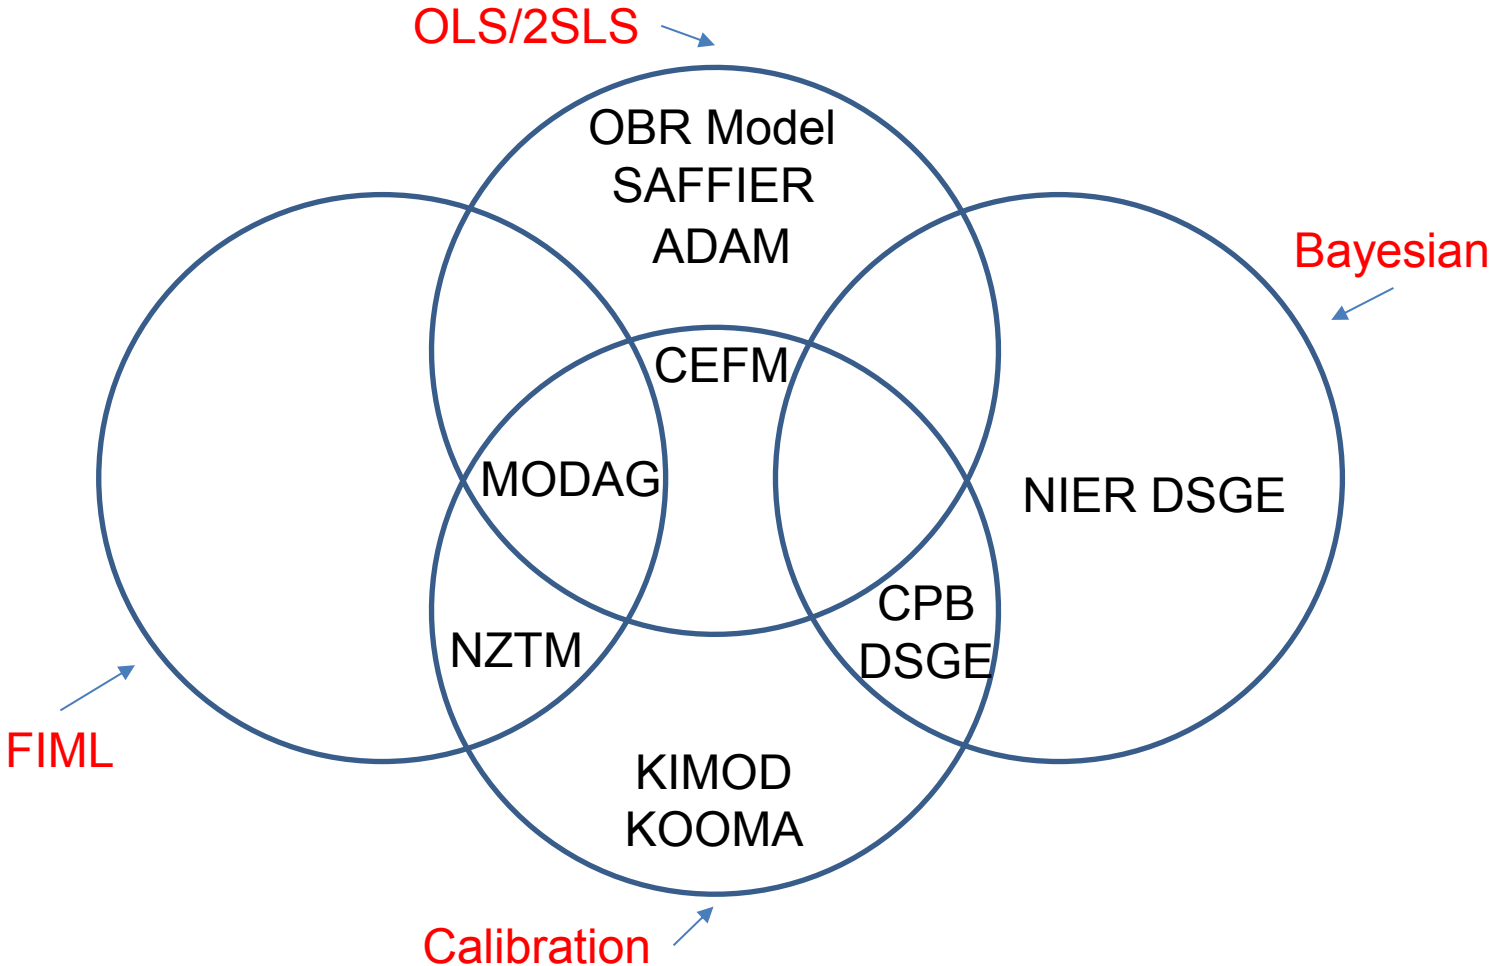 OLS/2SLS
OBR Model
SAFFIER
ADAM
Bayesian
CEFM
MODAG
NIER DSGE
CPB
DSGE
NZTM
FIML
KIMOD
KOOMA
Calibration